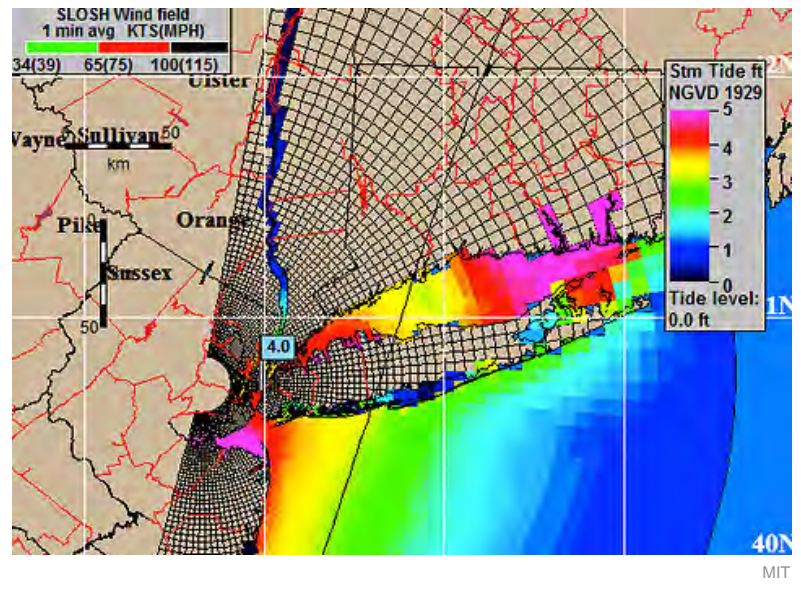 SLOSH Wind field
1 min avg KTS(MPH)
34(39) 65(75) 100(115)
Ulster
Stm Tide ft
NGVD 1929
5
4
3
2
1
0
Tide level:
0.0 ft
2N
Wayne
Sullivan
50
km
Pike
0
Orange
Sussex
50
1N
4.0
40N
MIT